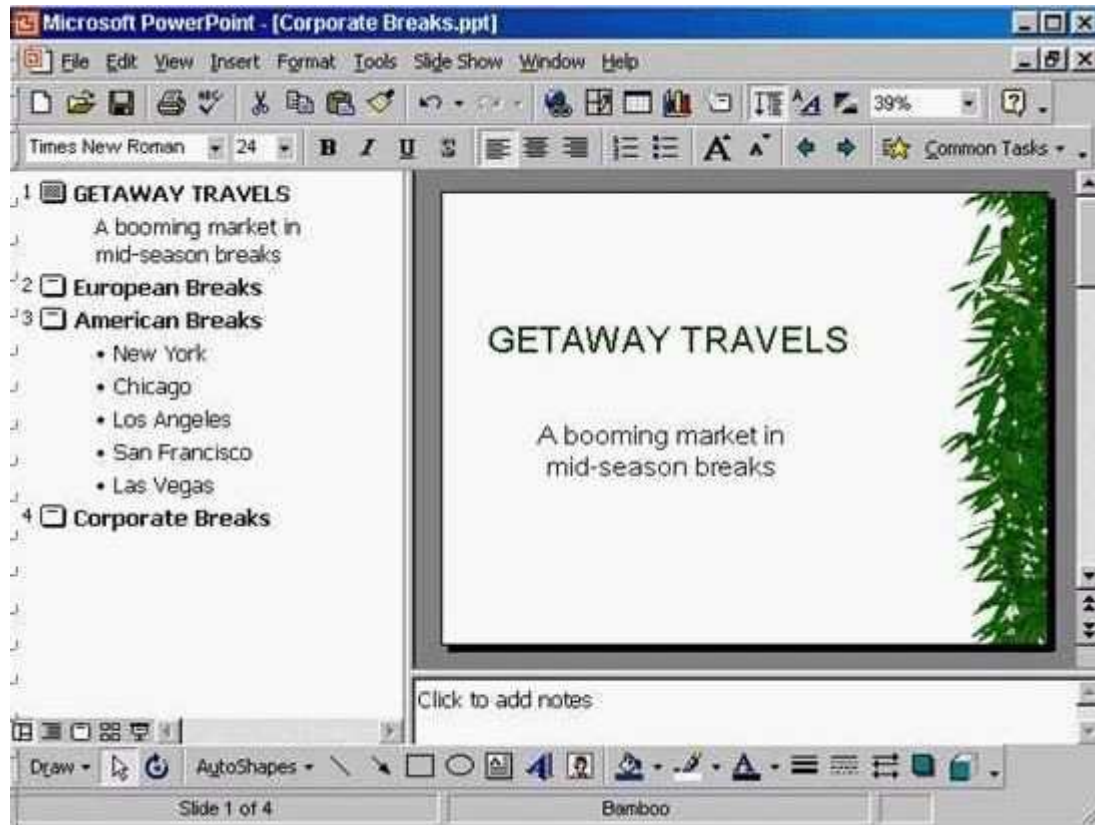 Microsoft PowerPoint - [Corporate Breaks.ppt]
File Edit View Insert Format Tools Slide Show Window Help
39%
Times New Roman 24 B I U S Common Tasks
1 GETAWAY TRAVELS
A booming market in
mid-season breaks
2 European Breaks
3 American Breaks
• New York
• Chicago
• Los Angeles
• San Francisco
• Las Vegas
4 Corporate Breaks
GETAWAY TRAVELS
A booming market in
mid-season breaks
Click to add notes
Draw AutoShapes
Slide 1 of 4 Bamboo